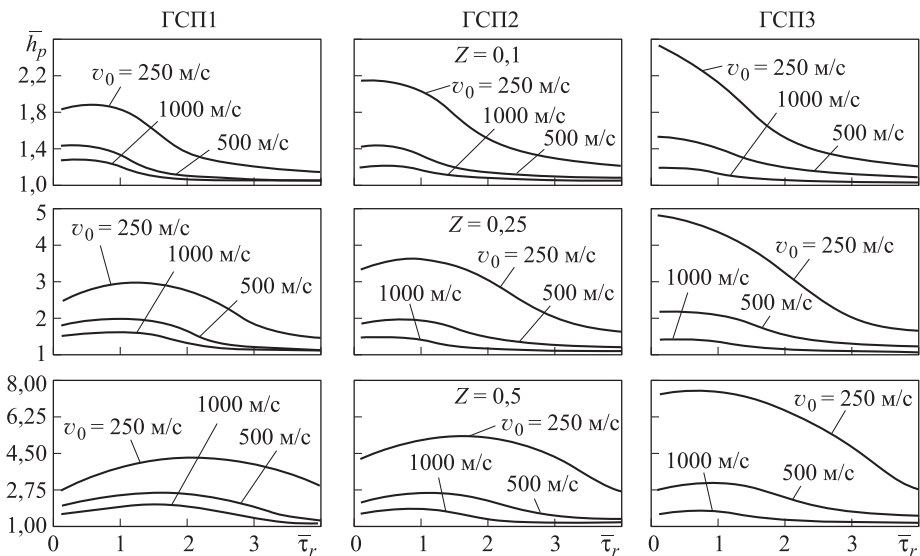 ГСП1 ГСП2 ГСП3
h̅ₚ
2,2
1,8
1,4
1,0
v₀ = 250 м/с
1000 м/с
500 м/с
Z = 0,1
v₀ = 250 м/с
1000 м/с
500 м/с
v₀ = 250 м/с
1000 м/с
500 м/с
5
4
3
2
1
v₀ = 250 м/с
1000 м/с
500 м/с
Z = 0,25
v₀ = 250 м/с
1000 м/с
500 м/с
v₀ = 250 м/с
1000 м/с
500 м/с
8,00
6,25
4,50
2,75
1,00
v₀ = 250 м/с
1000 м/с
500 м/с
Z = 0,5
v₀ = 250 м/с
1000 м/с
500 м/с
v₀ = 250 м/с
1000 м/с
500 м/с
0 1 2 3 τ̅ᵣ 0 1 2 3 τ̅ᵣ 0 1 2 3 τ̅ᵣ